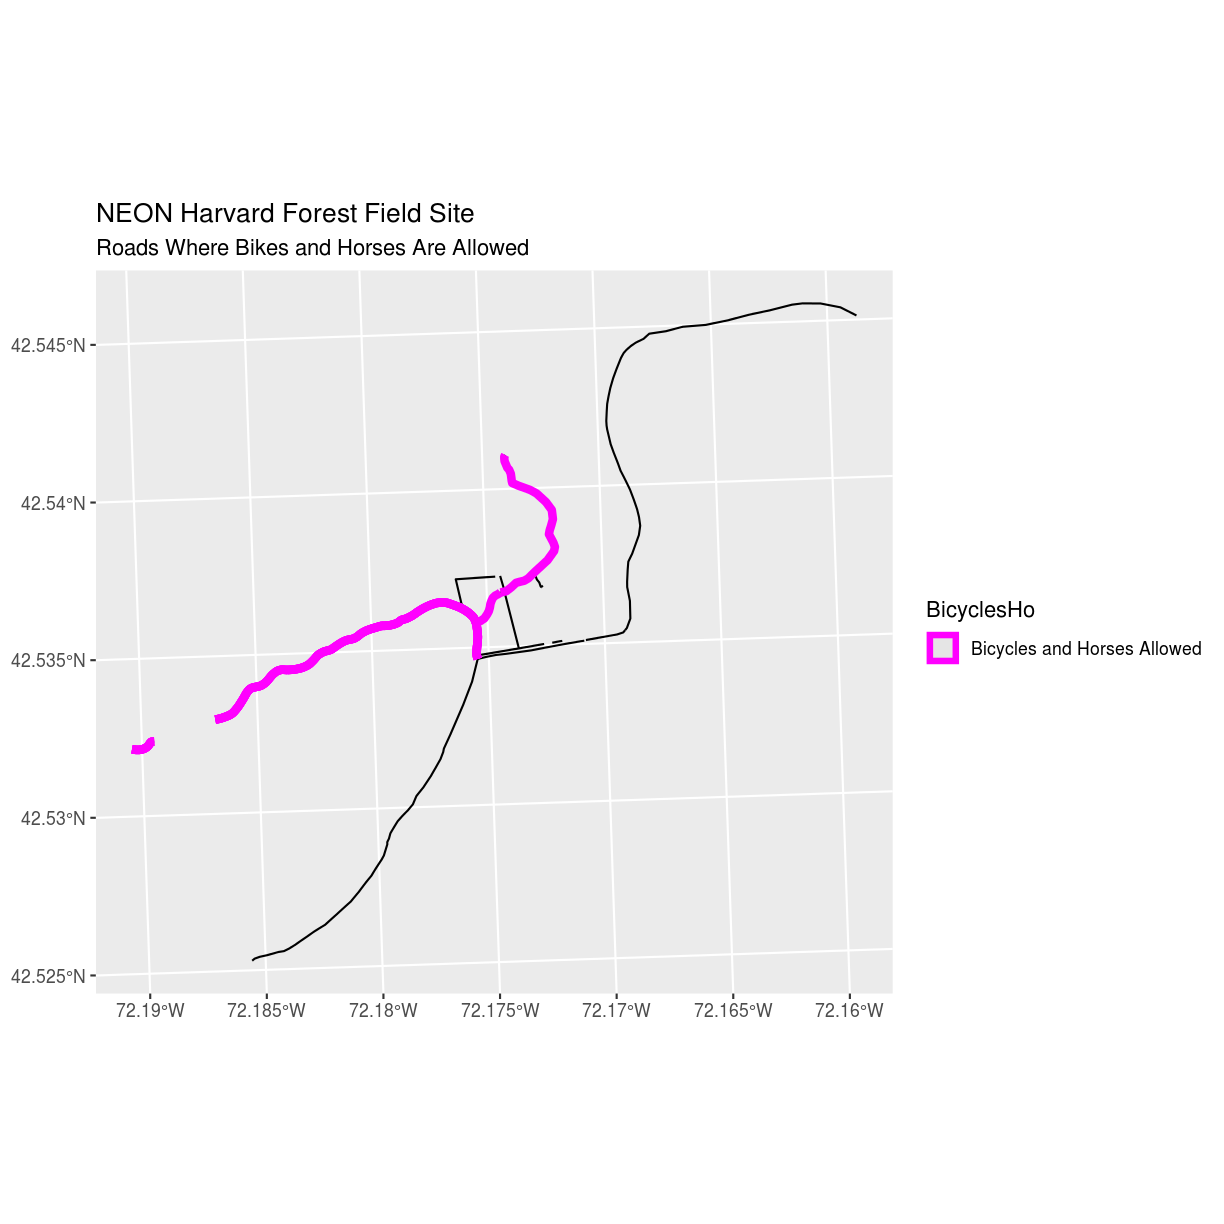 NEON Harvard Forest Field Site
Roads Where Bikes and Horses Are Allowed
42.545°N
42.54°N
42.535°N
42.53°N
42.525°N
72.19°W 72.185°W 72.18°W 72.175°W 72.17°W 72.165°W 72.16°W
BicyclesHo
Bicycles and Horses Allowed